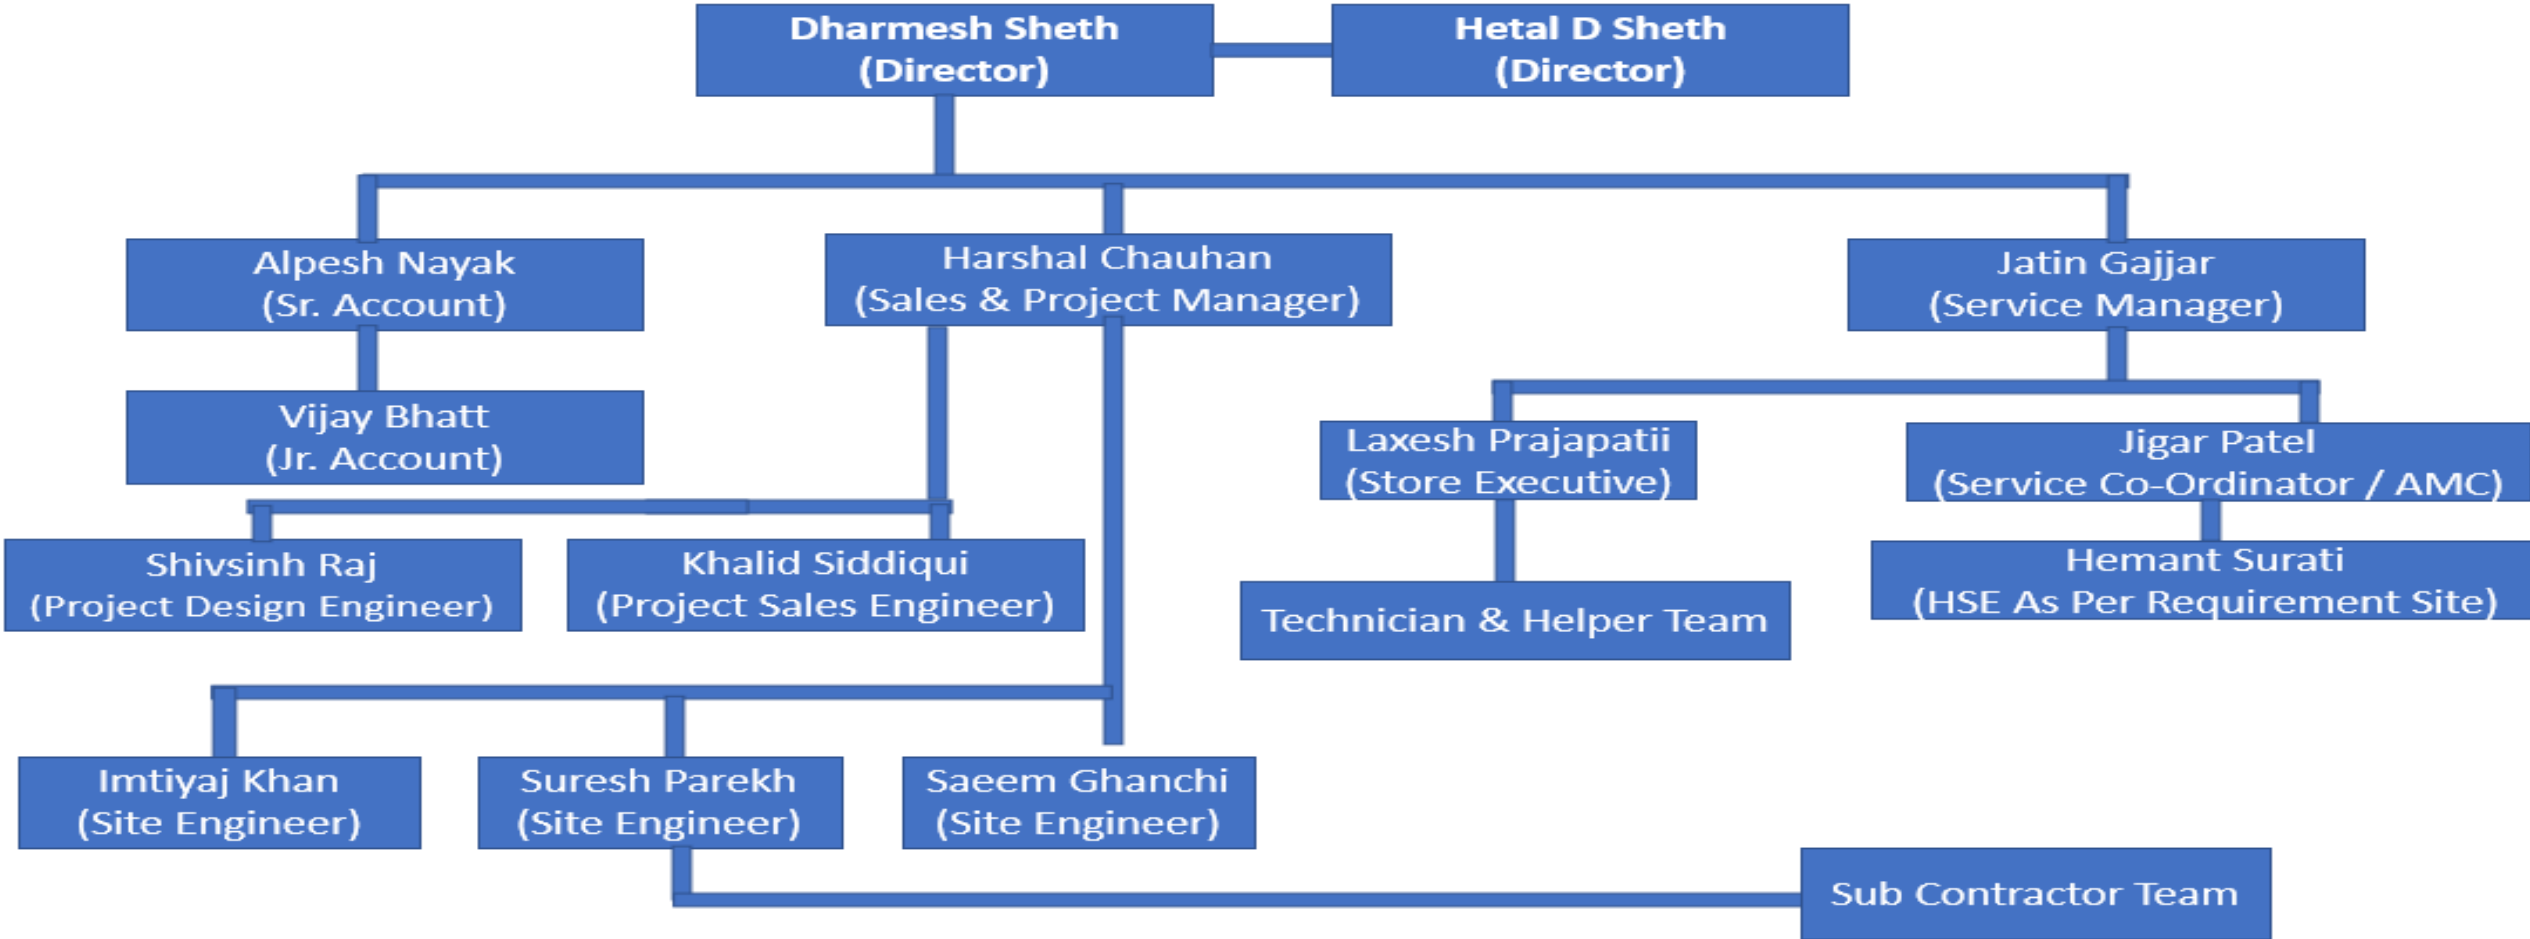 Dharmesh Sheth
(Director)
Hetal D Sheth
(Director)
Alpesh Nayak
(Sr. Account)
Harshal Chauhan
(Sales & Project Manager)
Jatin Gajjar
(Service Manager)
Vijay Bhatt
(Jr. Account)
Laxesh Prajapatii
(Store Executive)
Jigar Patel
(Service Co-Ordinator / AMC)
Shivsinh Raj
(Project Design Engineer)
Khalid Siddiqui
(Project Sales Engineer)
Technician & Helper Team
Hemant Surati
(HSE As Per Requirement Site)
Imtiyaj Khan
(Site Engineer)
Suresh Parekh
(Site Engineer)
Saeem Ghanchi
(Site Engineer)
Sub Contractor Team